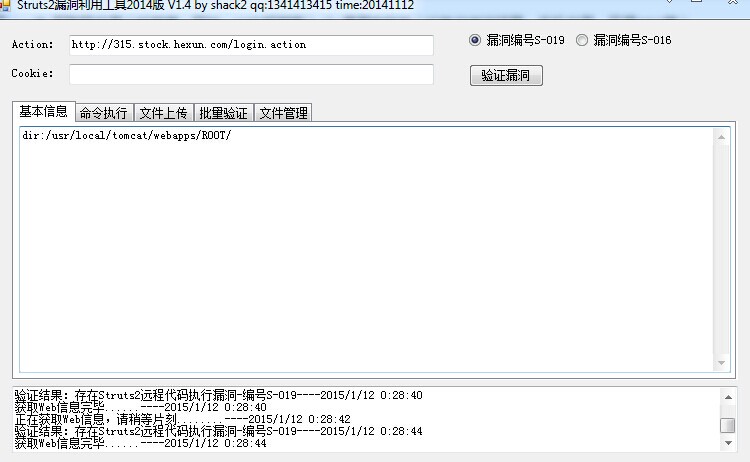 Struts2漏洞利用工具2014版 V1.4 by shack2 qq:1341413415 time:20141112
Action: http://315.stock.hexun.com/login.action 漏洞编号S-019 漏洞编号S-016
Cookie: 验证漏洞
基本信息 命令执行 文件上传 批量验证 文件管理
dir:/usr/local/tomcat/webapps/ROOT/
验证结果: 存在Struts2远程代码执行漏洞-编号S-019----2015/1/12 0:28:40
获取Web信息完毕......----2015/1/12 0:28:40
正在获取Web信息,请稍等片刻........----2015/1/12 0:28:42
验证结果: 存在Struts2远程代码执行漏洞-编号S-019----2015/1/12 0:28:44
获取Web信息完毕......----2015/1/12 0:28:44